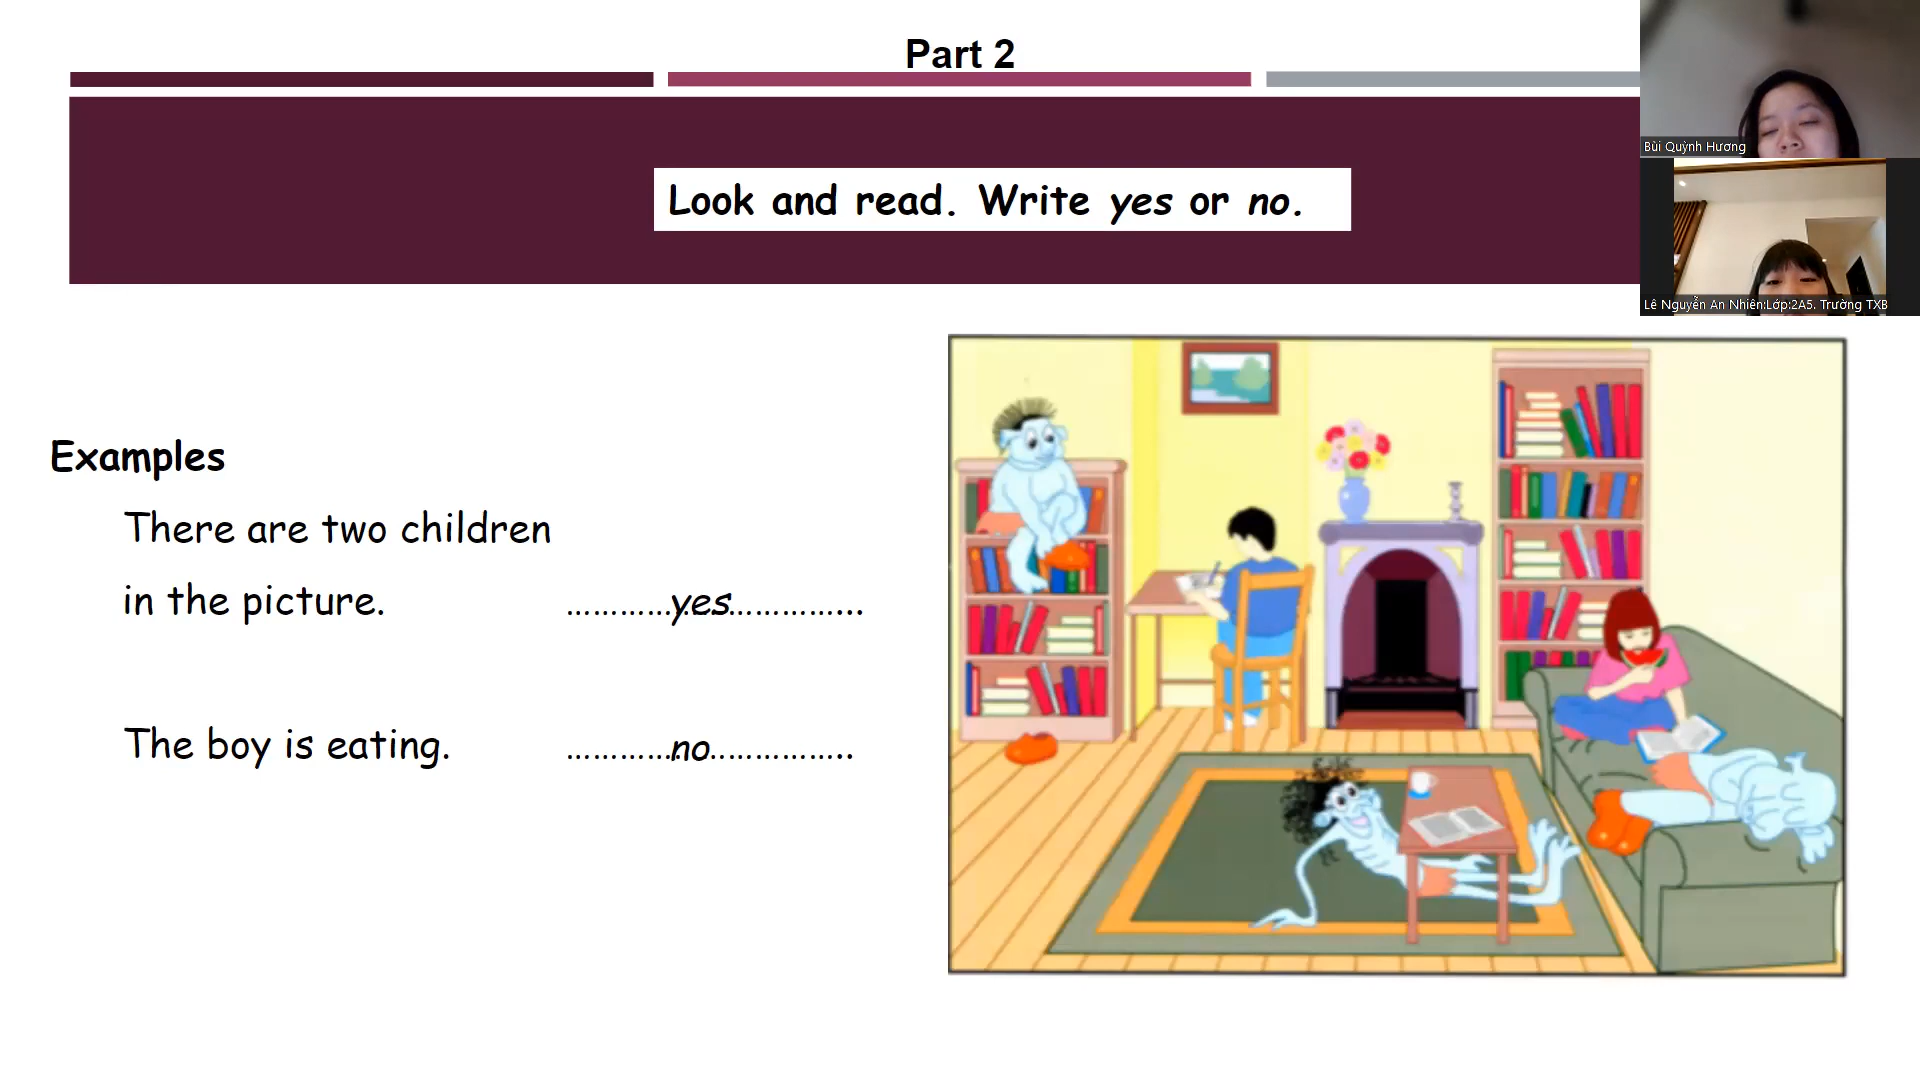 Part 2
Look and read. Write yes or no.
Bùi Quỳnh Hương
Lê Nguyễn An Nhiên:Lớp:2A5. Trường TXB
Examples
There are two children
in the picture. ………….yes…………...
The boy is eating. ………….no…………….